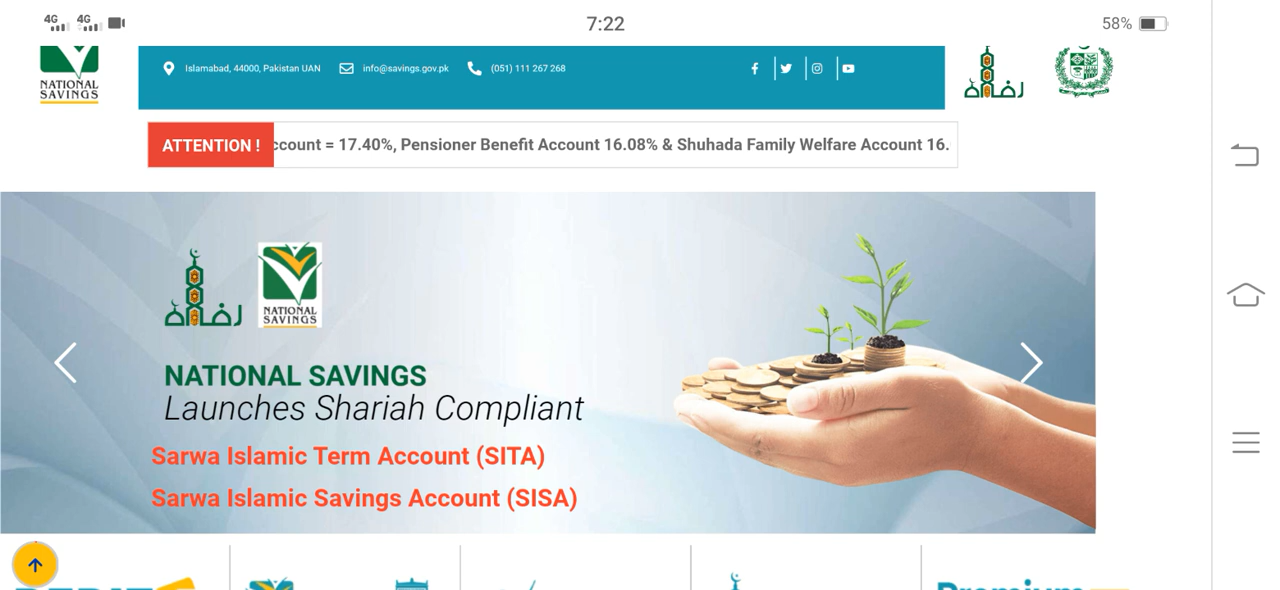 4G 4G
7:22
58%
NATIONAL
SAVINGS
Islamabad, 44000, Pakistan UAN
info@savings.gov.pk
(051) 111 267 268
رفاه
ATTENTION !
ccount = 17.40%, Pensioner Benefit Account 16.08% & Shuhada Family Welfare Account 16.
NATIONAL
SAVINGS
NATIONAL SAVINGS
Launches Shariah Compliant
Sarwa Islamic Term Account (SITA)
Sarwa Islamic Savings Account (SISA)
Premium